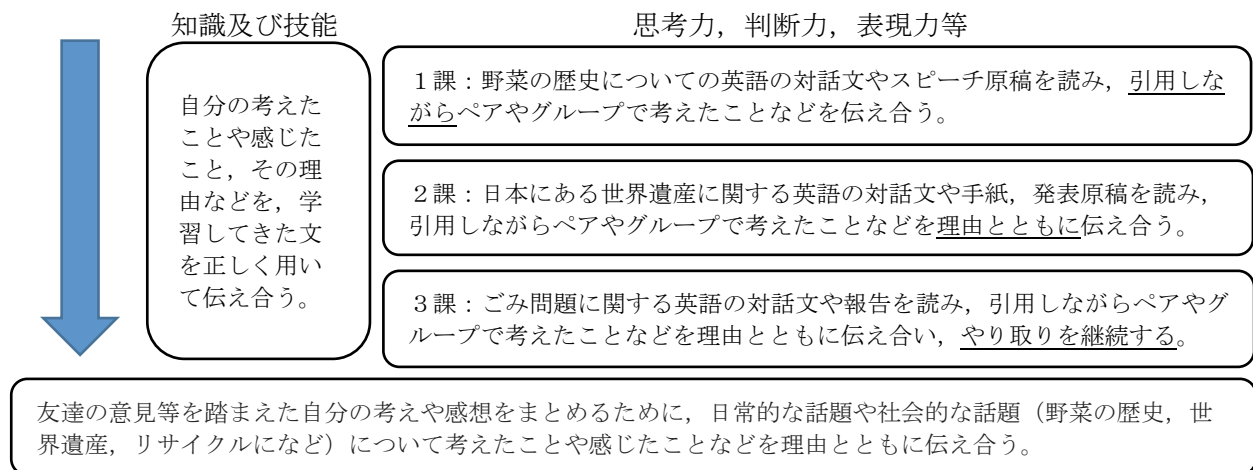 知識及び技能
思考力，判断力，表現力等
自分の考えた
ことや感じた
こと，その理
由などを，学
習してきた文
を正しく用い
て伝え合う。
１課：野菜の歴史についての英語の対話文やスピーチ原稿を読み，引用しな
がらペアやグループで考えたことなどを伝え合う。
２課：日本にある世界遺産に関する英語の対話文や手紙，発表原稿を読み，
引用しながらペアやグループで考えたことなどを理由とともに伝え合う。
３課：ごみ問題に関する英語の対話文や報告を読み，引用しながらペアやグ
ループで考えたことなどを理由とともに伝え合い，やり取りを継続する。
友達の意見等を踏まえた自分の考えや感想をまとめるために，日常的な話題や社会的な話題（野菜の歴史，世
界遺産，リサイクルになど）について考えたことや感じたことなどを理由とともに伝え合う。